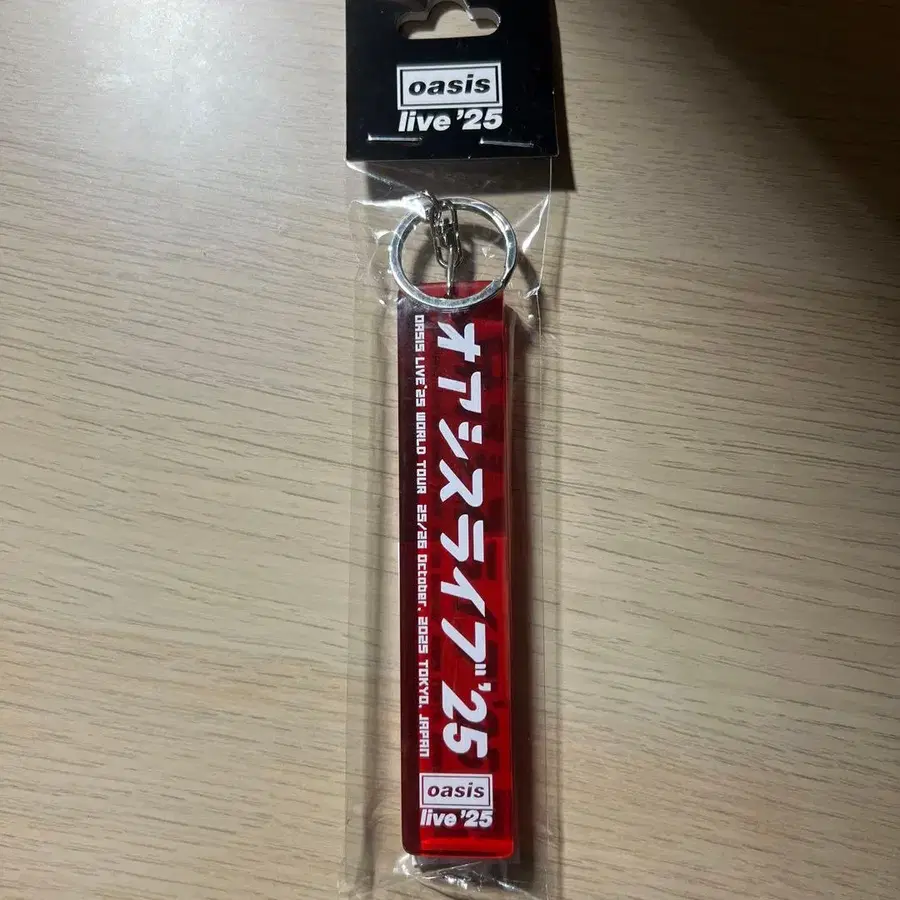 oasis
live '25
オアシスライブ'25
OASIS LIVE'25 WORLD TOUR 25/26 October, 2025 TOKYO, JAPAN
oasis
live '25